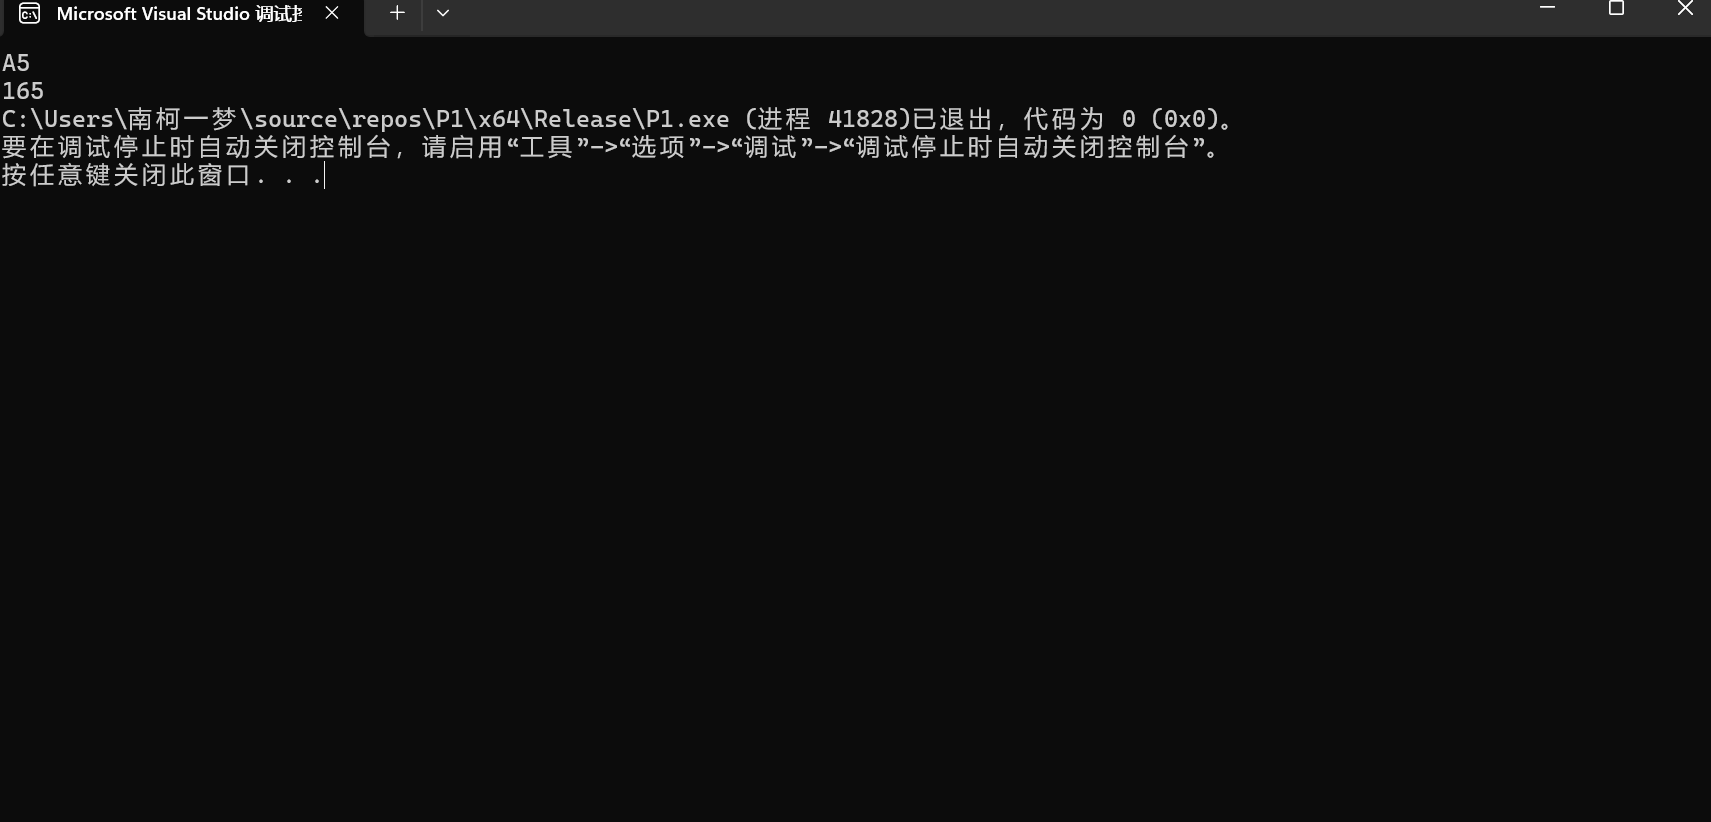 Microsoft Visual Studio 调试控
A5
165
C:\Users\南柯一梦\source\repos\P1\x64\Release\P1.exe (进程 41828)已退出，代码为 0 (0x0)。
要在调试停止时自动关闭控制台，请启用“工具”->“选项”->“调试”->“调试停止时自动关闭控制台”。
按任意键关闭此窗口. . .